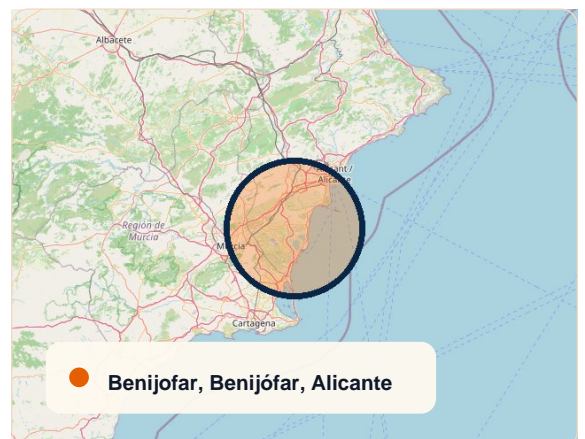 Albacete
Alacant /
Alicante
Región de
Murcia
Murcia
Cartagena
Benijofar, Benijófar, Alicante